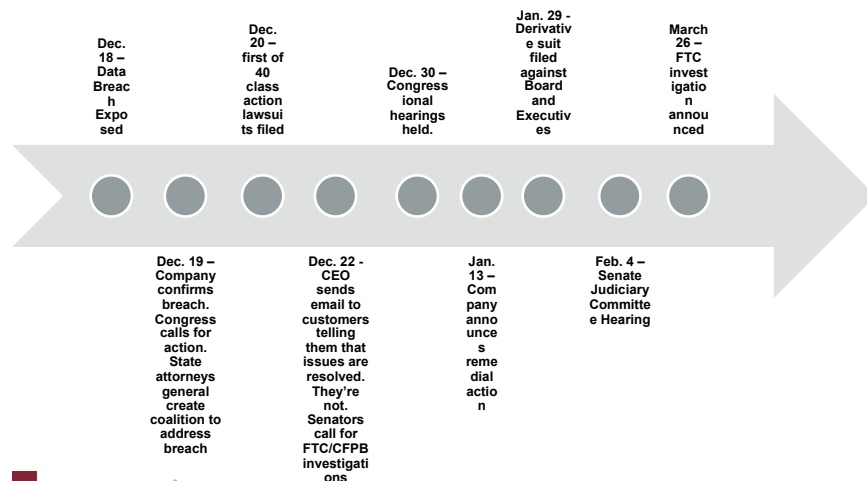 Dec.
18 –
Data
Breac
h
Expo
sed
Dec. 19 –
Company
confirms
breach.
Congress
calls for
action.
State
attorneys
general
create
coalition to
address
breach
Dec.
20 –
first of
40
class
action
lawsui
ts filed
Dec. 22 -
CEO
sends
email to
customers
telling
them that
issues are
resolved.
They're
not.
Senators
call for
FTC/CFPB
investigati
ons
Dec. 30 –
Congress
ional
hearings
held.
Jan.
13 –
Com
pany
anno
unce
s
reme
dial
actio
n
Jan. 29 -
Derivativ
e suit
filed
against
Board
and
Executiv
es
Feb. 4 –
Senate
Judiciary
Committe
e Hearing
March
26 –
FTC
invest
igatio
n
annou
nced